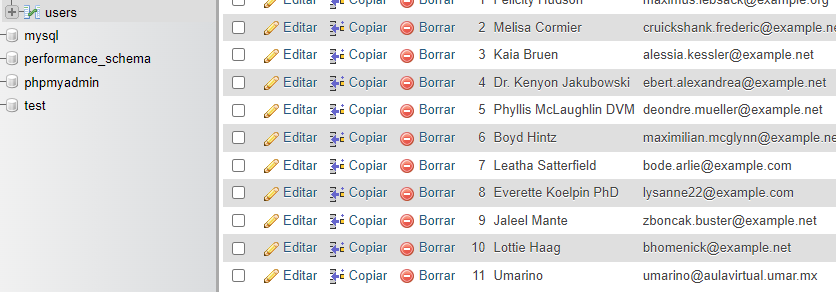 users
mysql
performance_schema
phpmyadmin
test
Editar Copiar Borrar 1 Felicity Hudson maximus.lebsack@example.org
Editar Copiar Borrar 2 Melisa Cormier cruickshank.frederic@example.ne
Editar Copiar Borrar 3 Kaia Bruen alessia.kessler@example.net
Editar Copiar Borrar 4 Dr. Kenyon Jakubowski ebert.alexandrea@example.net
Editar Copiar Borrar 5 Phyllis McLaughlin DVM deondre.mueller@example.net
Editar Copiar Borrar 6 Boyd Hintz maximilian.mcglynn@example.ne
Editar Copiar Borrar 7 Leatha Satterfield bode.arlie@example.com
Editar Copiar Borrar 8 Everette Koelpin PhD lysanne22@example.com
Editar Copiar Borrar 9 Jaleel Mante zboncak.buster@example.net
Editar Copiar Borrar 10 Lottie Haag bhomenick@example.net
Editar Copiar Borrar 11 Umarino umarino@aulavirtual.umar.mx